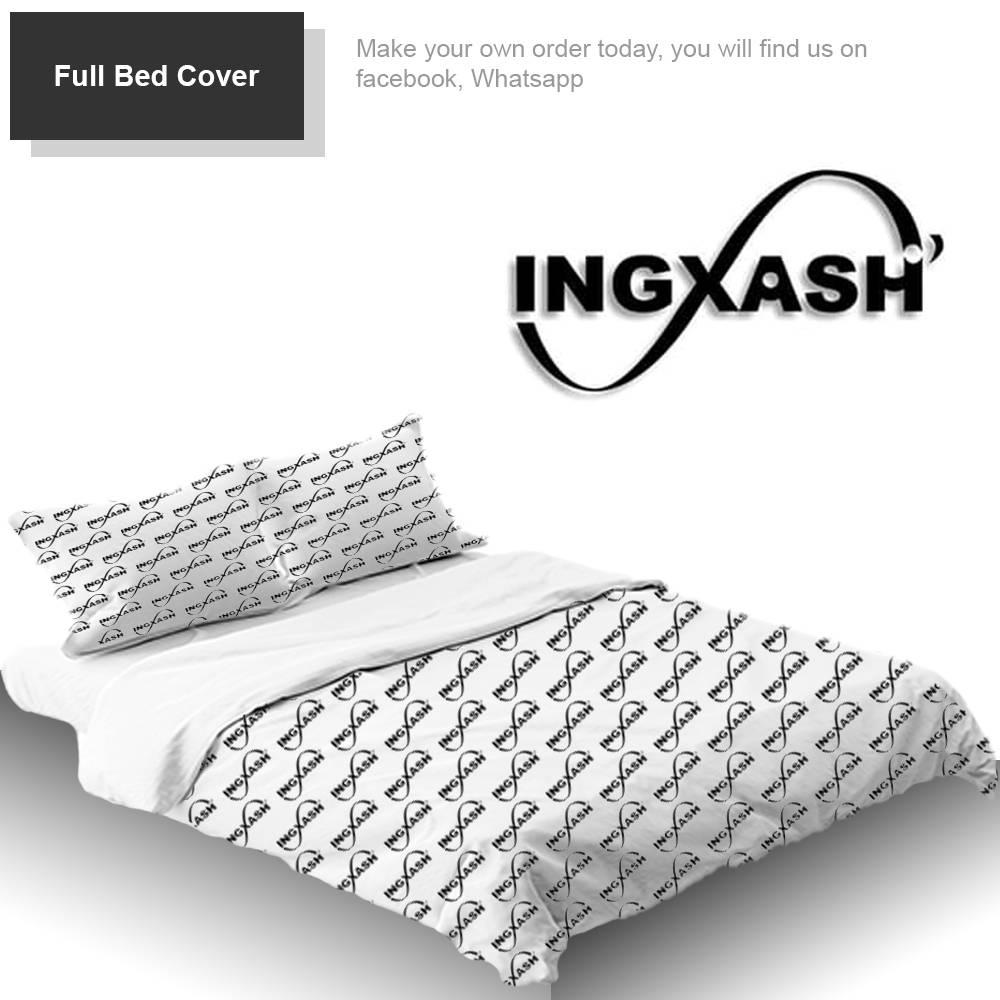 Full Bed Cover
Make your own order today, you will find us on
facebook, Whatsapp
INGXASH'